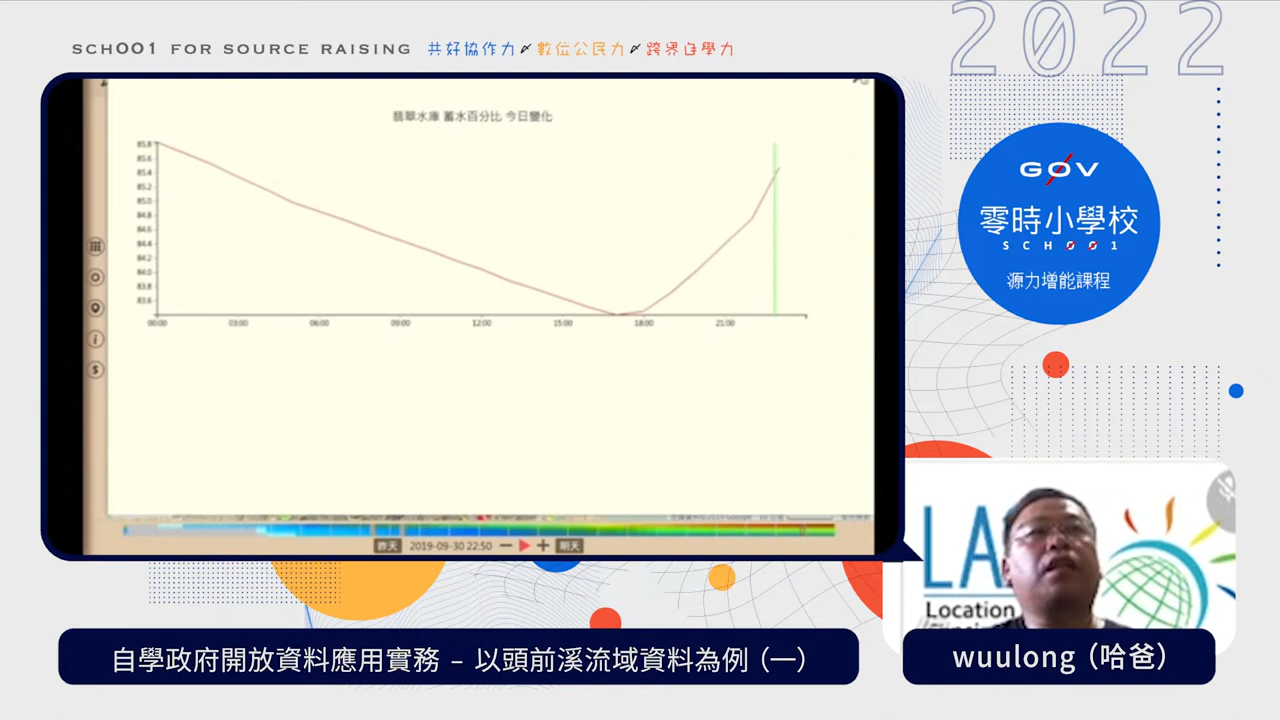 SCHOO1 FOR SOURCE RAISING 共好協作力 數位公民力 跨界自學力
2022
翡翠水庫 蓄水百分比 今日變化
85.8
85.6
85.4
85.2
85.0
84.8
84.6
84.4
84.2
84.0
83.8
83.6
00:00 03:00 06:00 09:00 12:00 15:00 18:00 21:00
昨天 2019-09-30 22:50 明天
G0V
零時小學校
SCH001
源力增能課程
LA
Location
自學政府開放資料應用實務 – 以頭前溪流域資料為例 (一)
wuulong (哈爸)